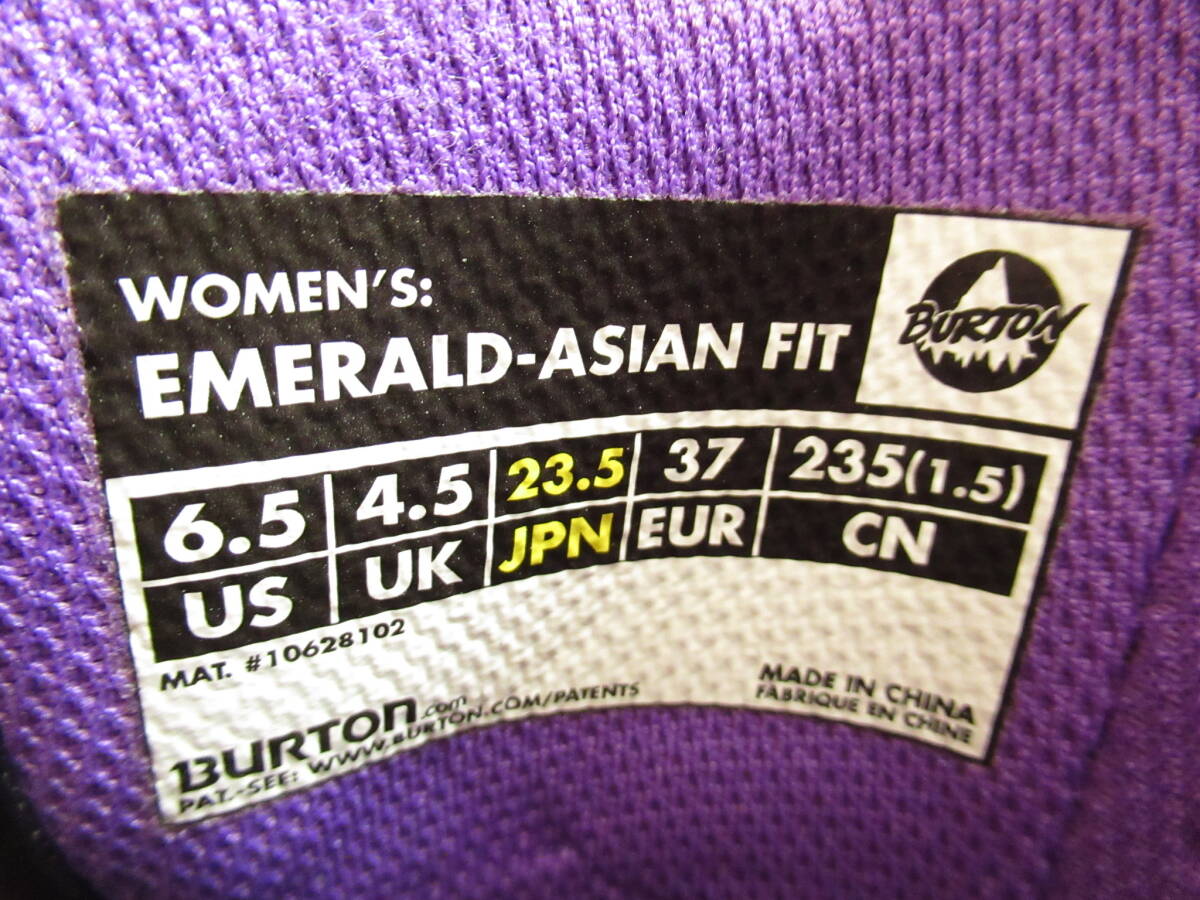 WOMEN'S:
EMERALD-ASIAN FIT
BURTON
6.5 4.5 23.5 37 235(1.5)
US UK JPN EUR CN
MAT. #10628102
BURTON.com
PAT.-SEE: WWW.BURTON.COM/PATENTS
MADE IN CHINA
FABRIQUE EN CHINE